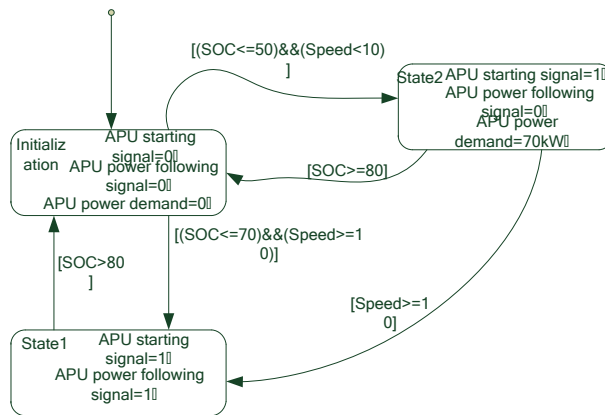 [(SOC<=50)&&(Speed<10)
]
State2
APU starting signal=1
APU power following
signal=0
APU power
demand=70kW
Initializ
ation
APU starting
signal=0
APU power following
signal=0
APU power demand=0
[SOC>=80]
[(SOC<=70)&&(Speed>=1
0)]
[SOC>80
]
[Speed>=1
0]
State1
APU starting
signal=1
APU power following
signal=1